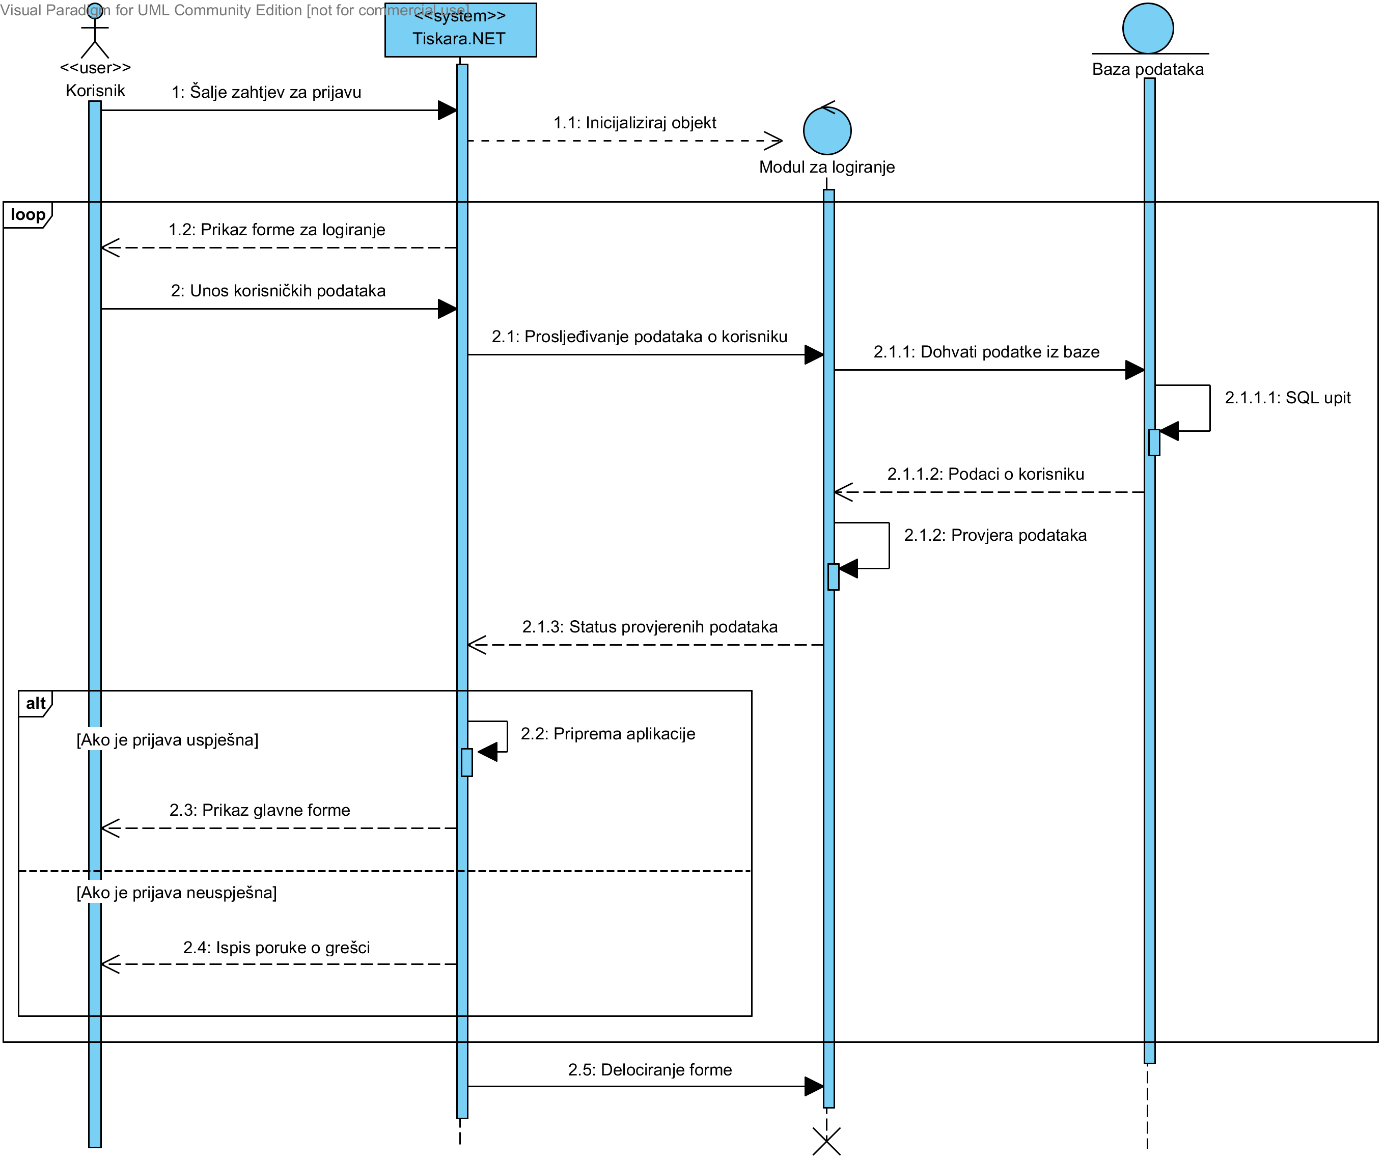 Visual Paradigm for UML Community Edition [not for commercial use]
<<system>>
Tiskara.NET
<<user>>
Korisnik
Baza podataka
1: Šalje zahtjev za prijavu
1.1: Inicijaliziraj objekt
Modul za logiranje
loop
1.2: Prikaz forme za logiranje
2: Unos korisničkih podataka
2.1: Prosljeđivanje podataka o korisniku
2.1.1: Dohvati podatke iz baze
2.1.1.1: SQL upit
2.1.1.2: Podaci o korisniku
2.1.2: Provjera podataka
2.1.3: Status provjerenih podataka
alt
[Ako je prijava uspješna]
2.2: Priprema aplikacije
2.3: Prikaz glavne forme
[Ako je prijava neuspješna]
2.4: Ispis poruke o grešci
2.5: Delociranje forme